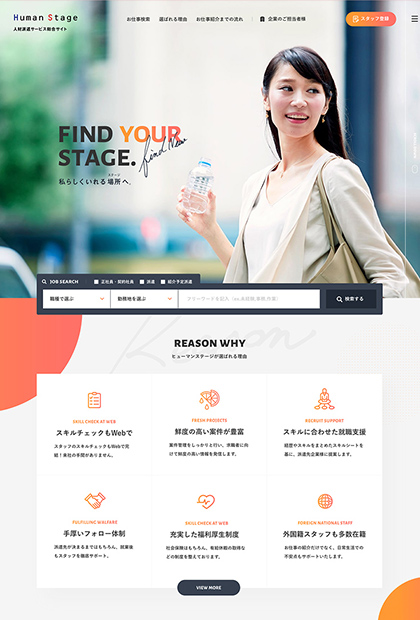 Human Stage
人材派遣サービス総合サイト
お仕事検索 選ばれる理由 お仕事紹介までの流れ 企業のご担当者様
スタッフ登録
FIND YOUR
STAGE.
find New
ステージ
私らしくいれる場所へ。
JOB SEARCH 正社員・契約社員 派遣 紹介予定派遣
職種で選ぶ 勤務地を選ぶ フリーワードを記入 (ex.未経験,事務,営業) 検索する
Reason
REASON WHY
ヒューマンステージが選ばれる理由
SKILL CHECK AT WEB
スキルチェックもWebで
スタッフのスキルチェックもWebで完
結！来社の手間がありません。
FRESH PROJECTS
鮮度の高い案件が豊富
案件管理をしっかりと行い、求職者に向
けて鮮度の高い情報を発信します。
RECRUIT SUPPORT
スキルに合わせた就職支援
経歴やスキルをまとめたスキルシートを
基に、派遣先企業様に提案します。
FULFILLING WALFARE
手厚いフォロー体制
派遣先が決まるまではもちろん、就業後
もスタッフを徹底サポート。
SKILL CHECK AT WEB
充実した福利厚生制度
社会保険はもちろん、有給休暇の取得な
どの制度を整えております。
FOREIGN NATIONAL STAFF
外国籍スタッフも多数在籍
お仕事の紹介だけでなく、日常生活での
不安点もサポートいたします。
VIEW MORE